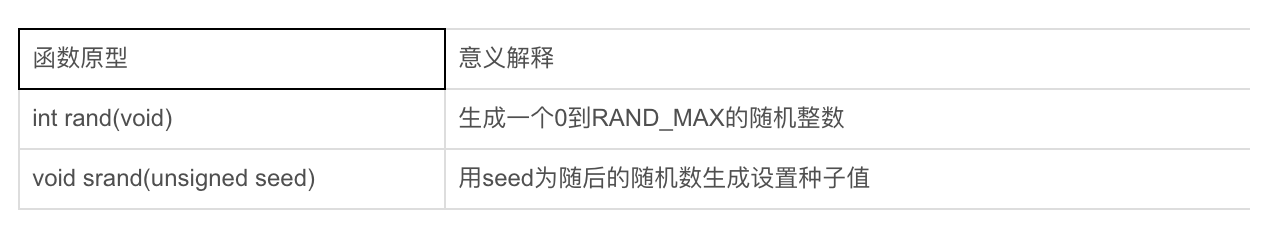 函数原型 意义解释
int rand(void) 生成一个0到RAND_MAX的随机整数
void srand(unsigned seed) 用seed为随后的随机数生成设置种子值